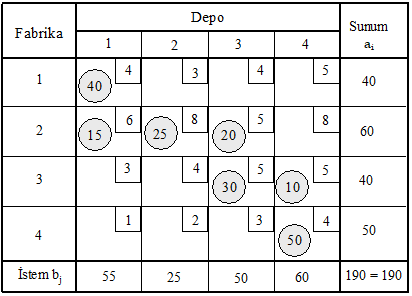 Fabrika Depo Sunum aᵢ
1 2 3 4
1 40 4 3 4 5 40
2 15 6 25 8 20 5 8 60
3 3 4 30 5 10 5 40
4 1 2 3 50 4 50
İstem bⱼ 55 25 50 60 190 = 190